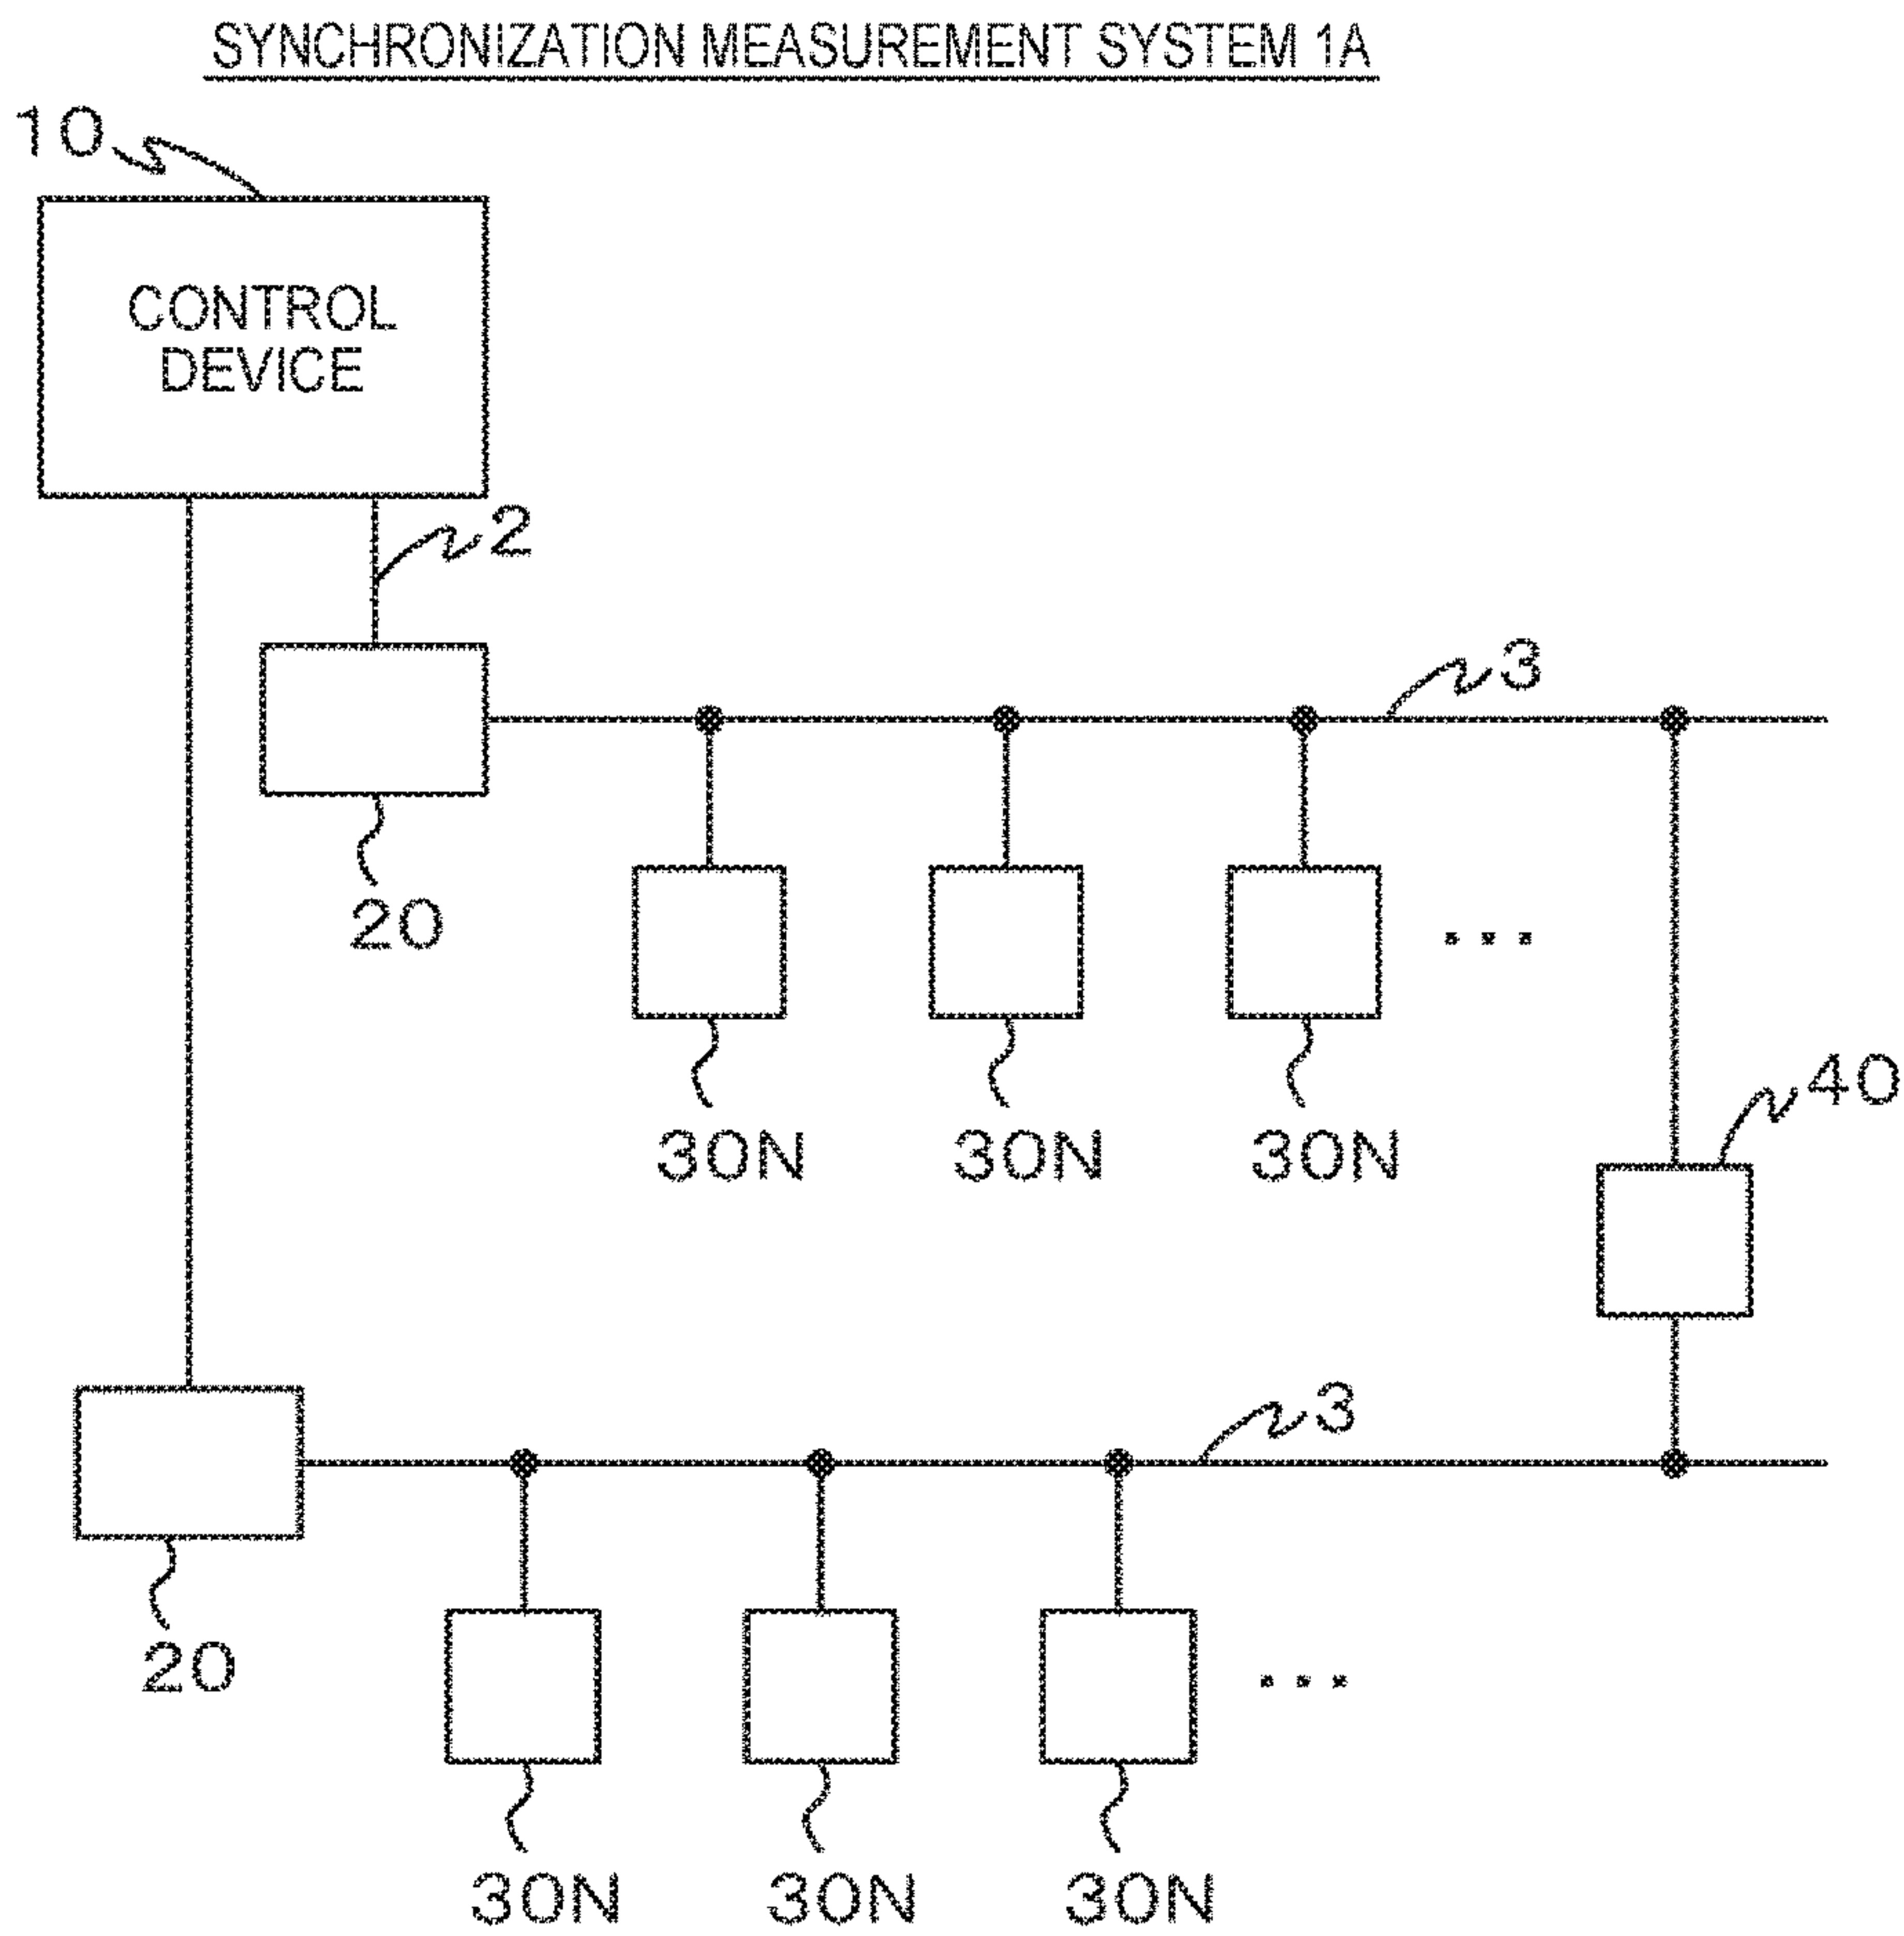 SYNCHRONIZATION MEASUREMENT SYSTEM 1A
10
CONTROL
DEVICE
2
3
20
...
40
30N 30N 30N
3
20
...
30N 30N 30N